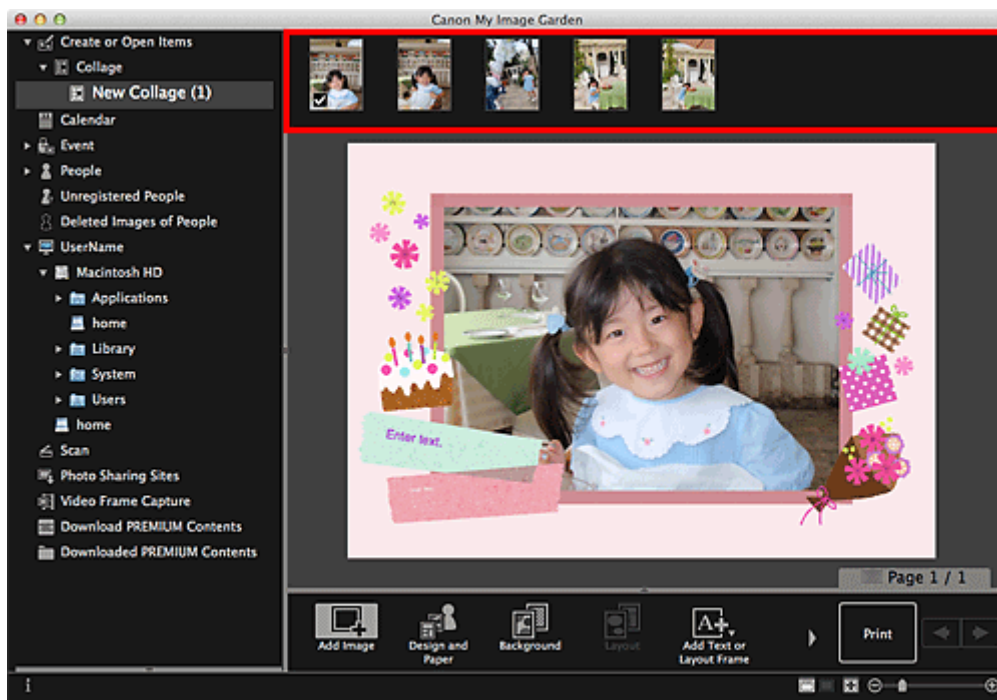 Canon My Image Garden
Create or Open Items
Collage
New Collage (1)
Calendar
Event
People
Unregistered People
Deleted Images of People
UserName
Macintosh HD
Applications
home
Library
System
Users
home
Scan
Photo Sharing Sites
Video Frame Capture
Download PREMIUM Contents
Downloaded PREMIUM Contents
Enter text.
Page 1 / 1
Add Image
Design and
Paper
Background
Layout
Add Text or
Layout Frame
Print